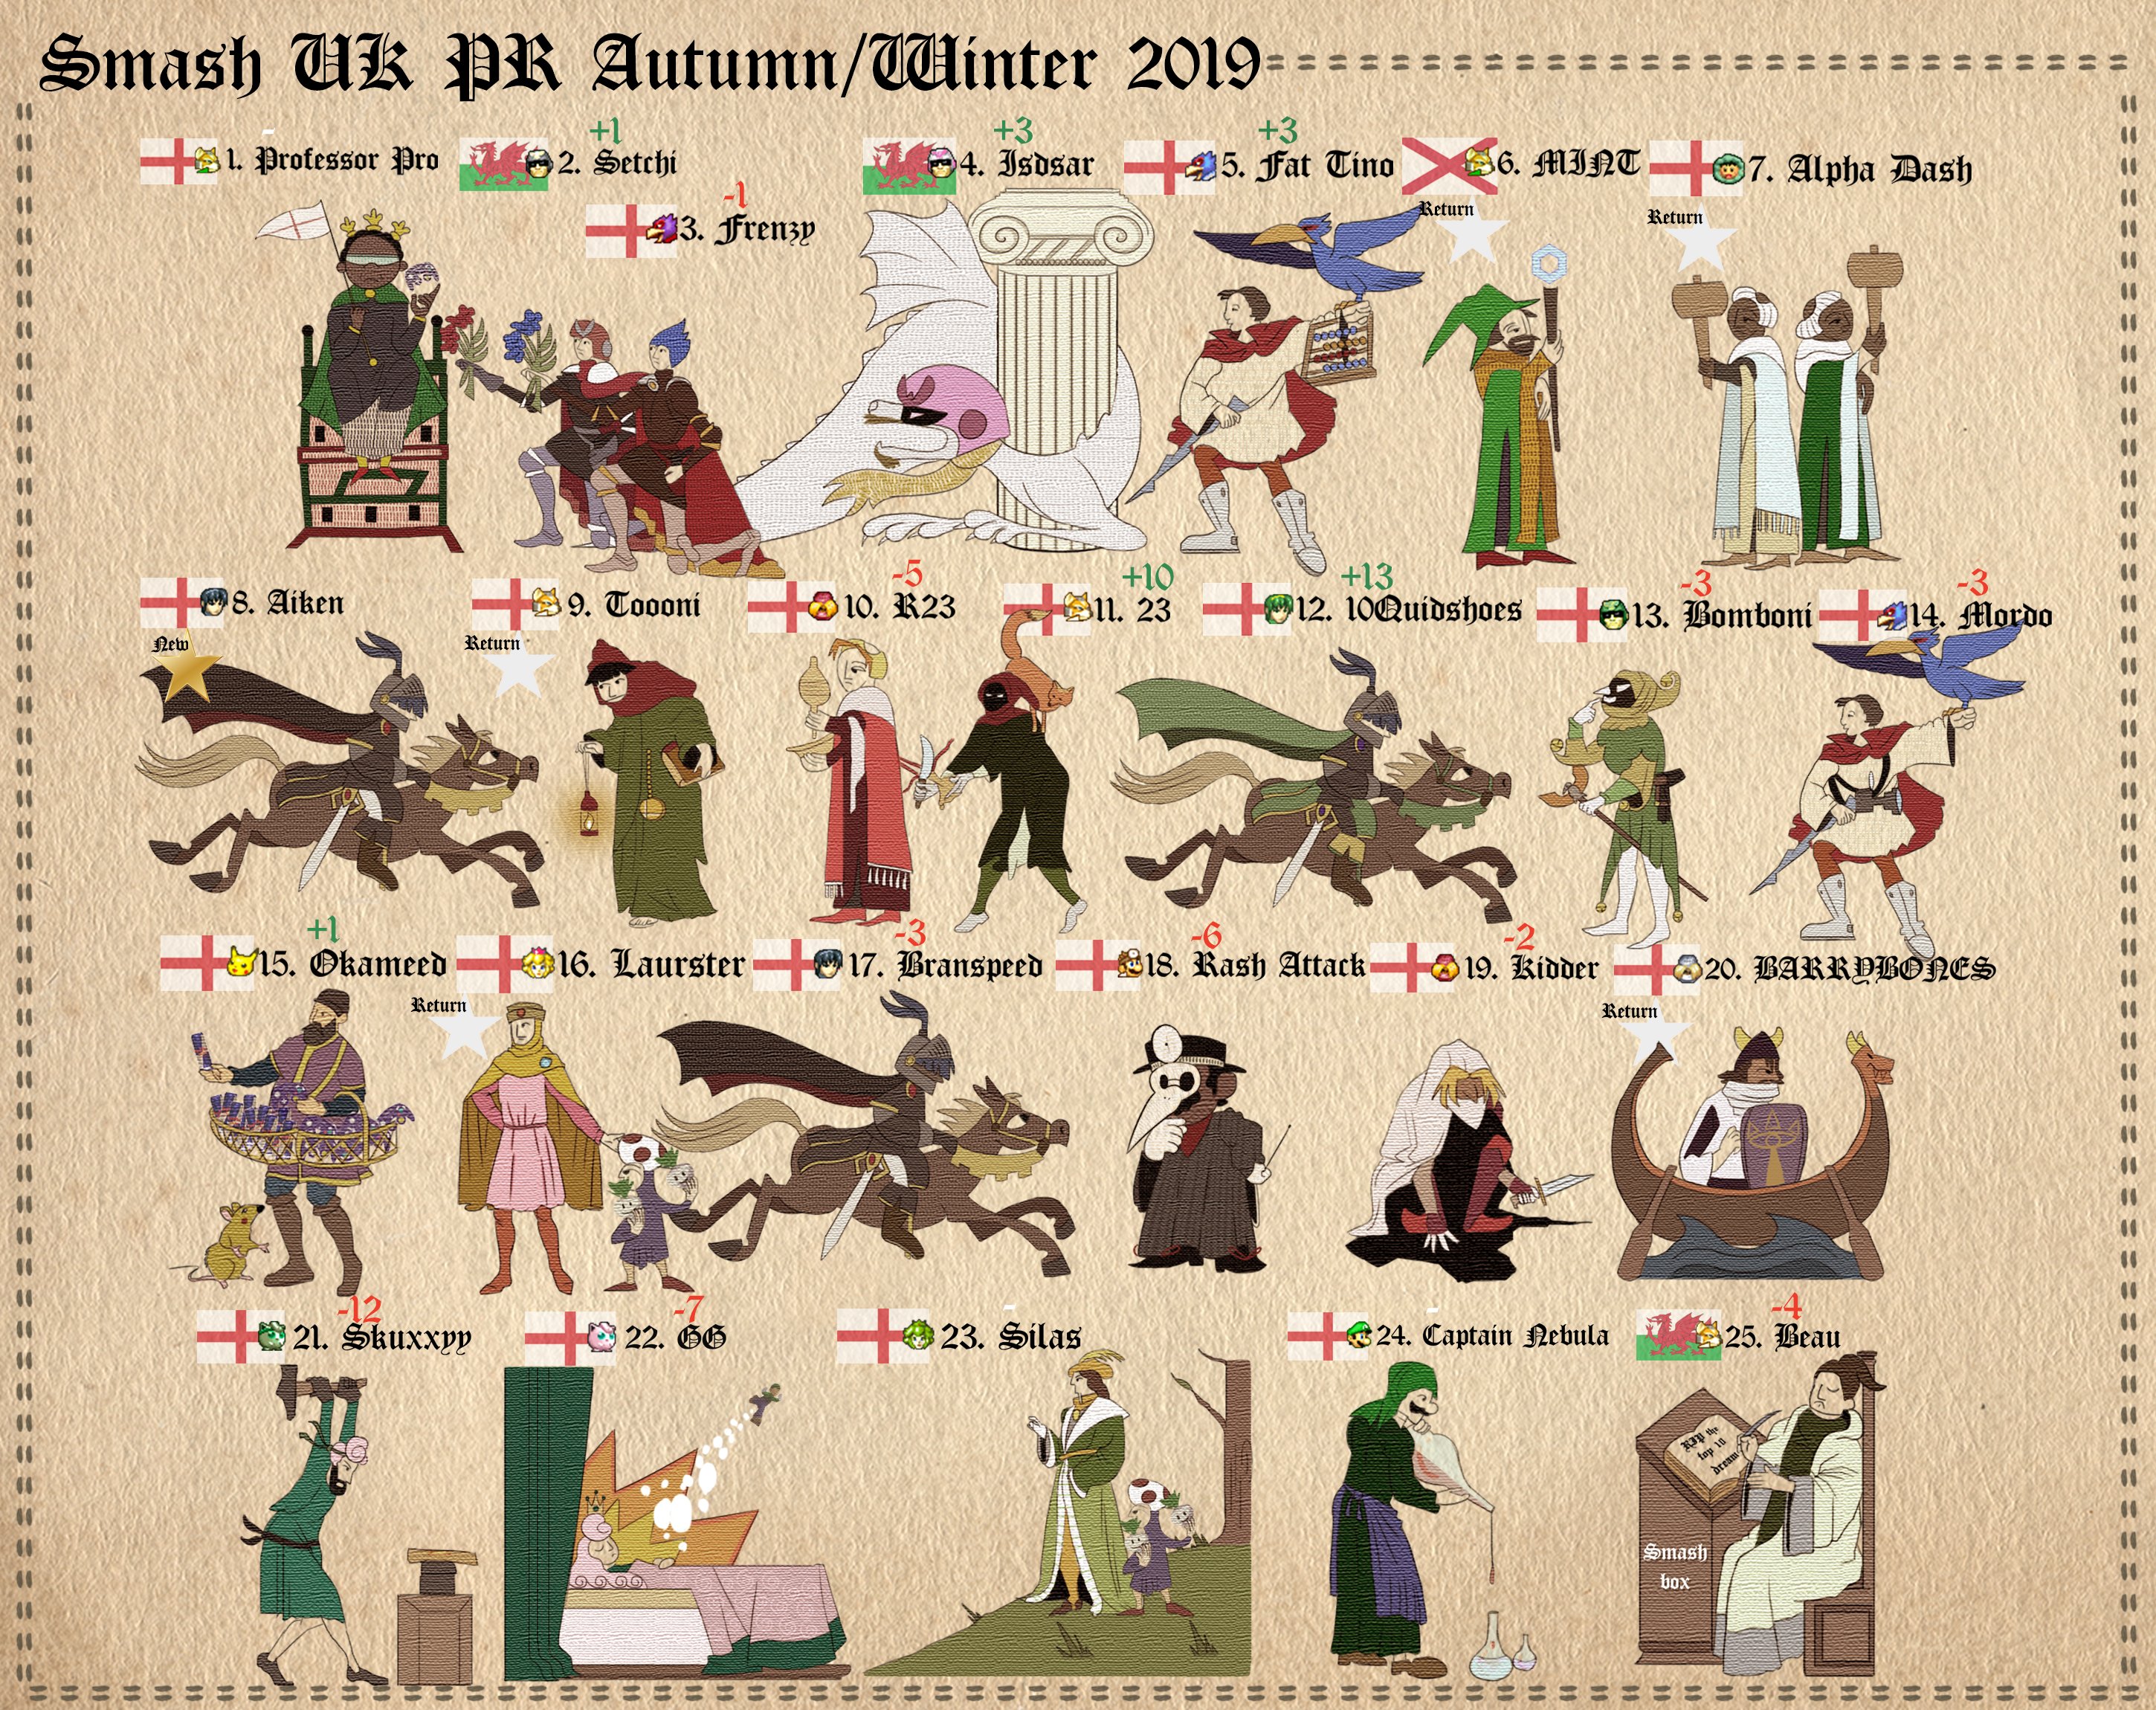 Smash UK PR Autumn/Winter 2019
-
1. Professor Pro
+1
2. Setchi
-1
3. Frenzy
+3
4. Isdsar
+3
5. Fat Tino
6. MINT
Return
7. Alpha Dash
Return
8. Aiken
New
9. Toooni
Return
-5
10. R23
+10
11. 23
+13
12. 10Quidshoes
-3
13. Bomboni
-3
14. Mordo
+1
15. Okameed
16. Laurster
Return
-3
17. Branspeed
-6
18. Rash Attack
-2
19. Kidder
20. BARRYBONES
Return
-12
21. Skuxxyy
-7
22. GG
-
23. Silas
-
24. Captain Nebula
-4
25. Beau
RIP the
top 10
dream
Smash
box